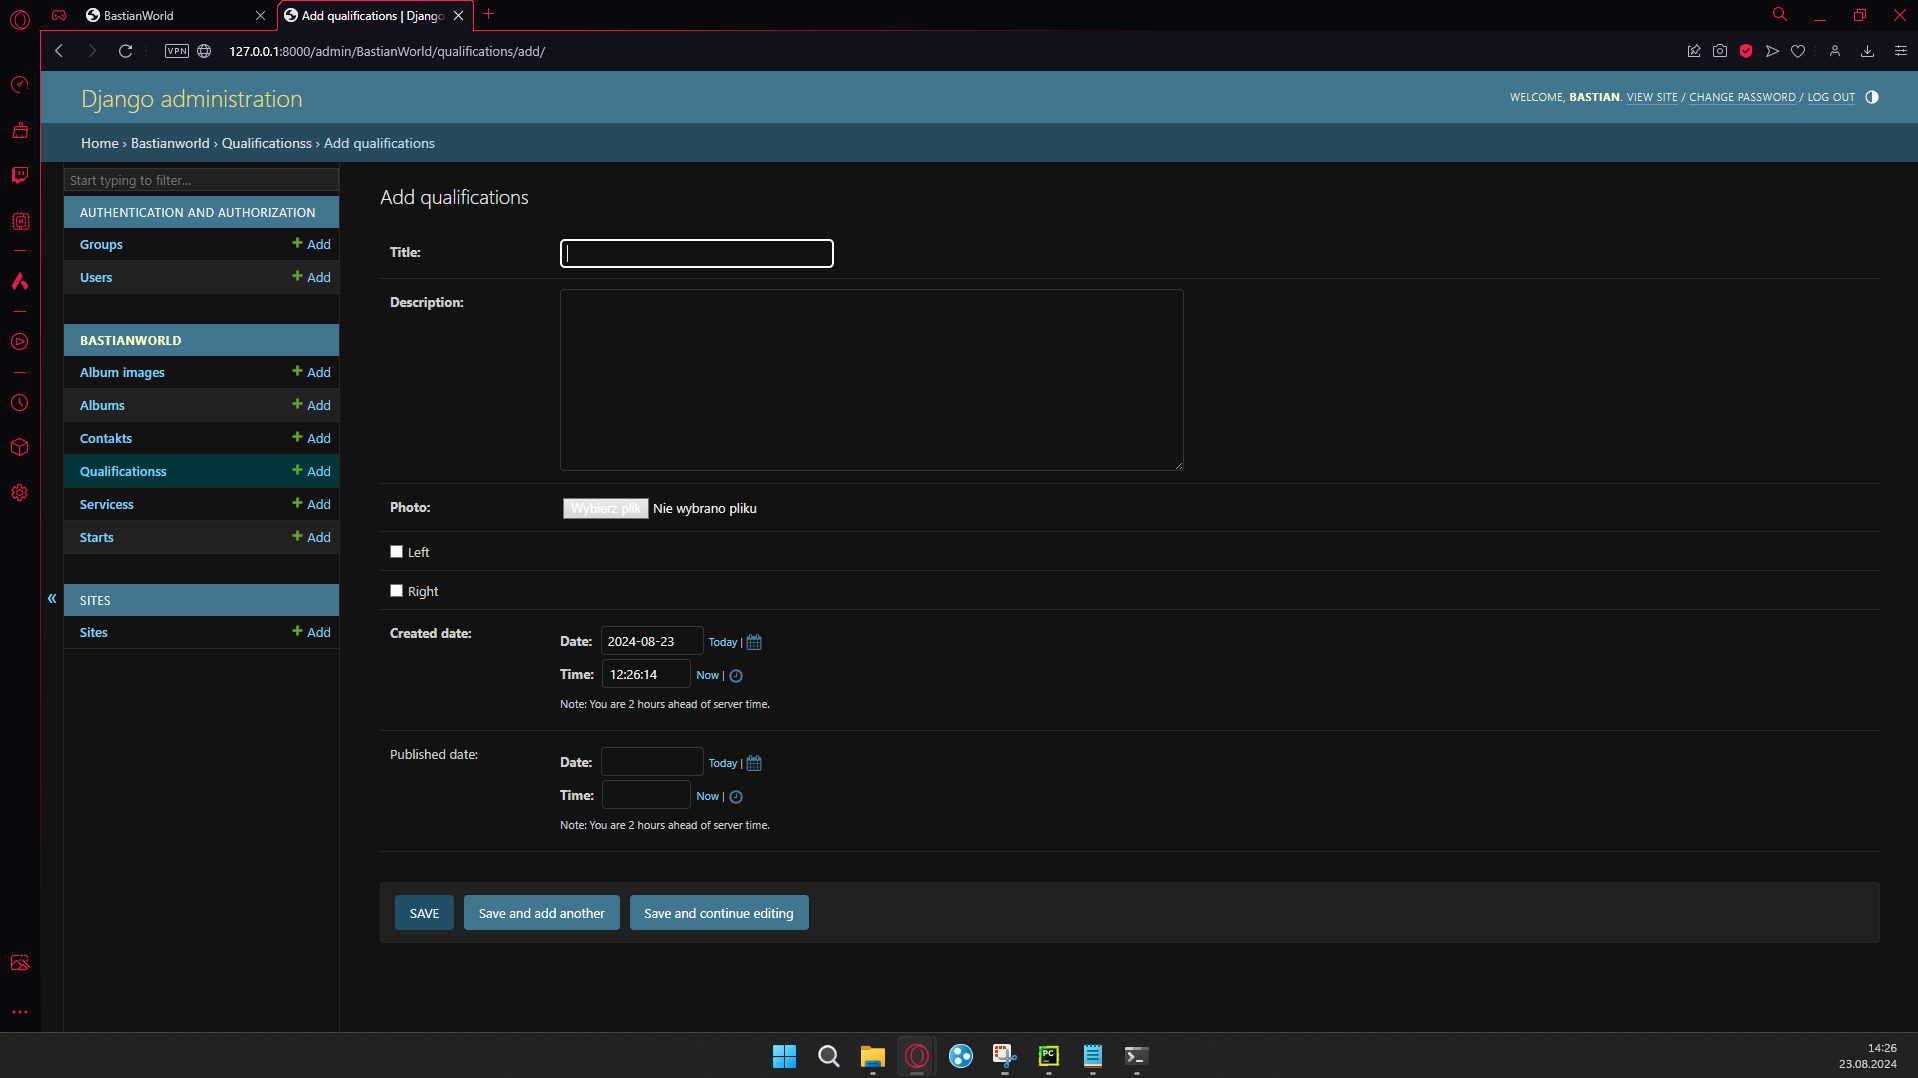 BastianWorld
Add qualifications | Django
VPN
127.0.0.1:8000/admin/BastianWorld/qualifications/add/
Django administration
WELCOME, BASTIAN. VIEW SITE / CHANGE PASSWORD / LOG OUT
Home › Bastianworld › Qualificationss › Add qualifications
Start typing to filter...
AUTHENTICATION AND AUTHORIZATION
Groups + Add
Users + Add
BASTIANWORLD
Album images + Add
Albums + Add
Contakts + Add
Qualificationss + Add
Servicess + Add
Starts + Add
«
SITES
Sites + Add
Add qualifications
Title:
Description:
Photo:
Wybierz plik Nie wybrano pliku
Left
Right
Created date:
Date: 2024-08-23 Today |
Time: 12:26:14 Now |
Note: You are 2 hours ahead of server time.
Published date:
Date: Today |
Time: Now |
Note: You are 2 hours ahead of server time.
SAVE
Save and add another
Save and continue editing
PC
14:26
23.08.2024